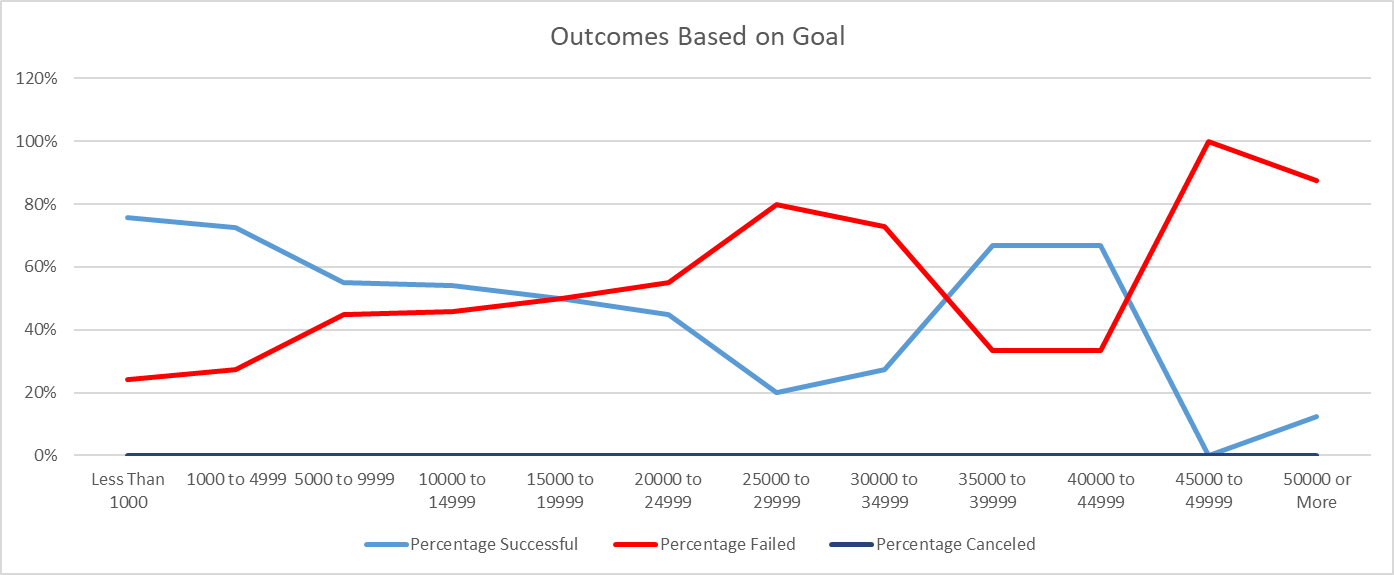 Outcomes Based on Goal
120%
100%
80%
60%
40%
20%
0%
Less Than
1000
1000 to 4999
5000 to 9999
10000 to
14999
15000 to
19999
20000 to
24999
25000 to
29999
30000 to
34999
35000 to
39999
40000 to
44999
45000 to
49999
50000 or
More
Percentage Successful
Percentage Failed
Percentage Canceled